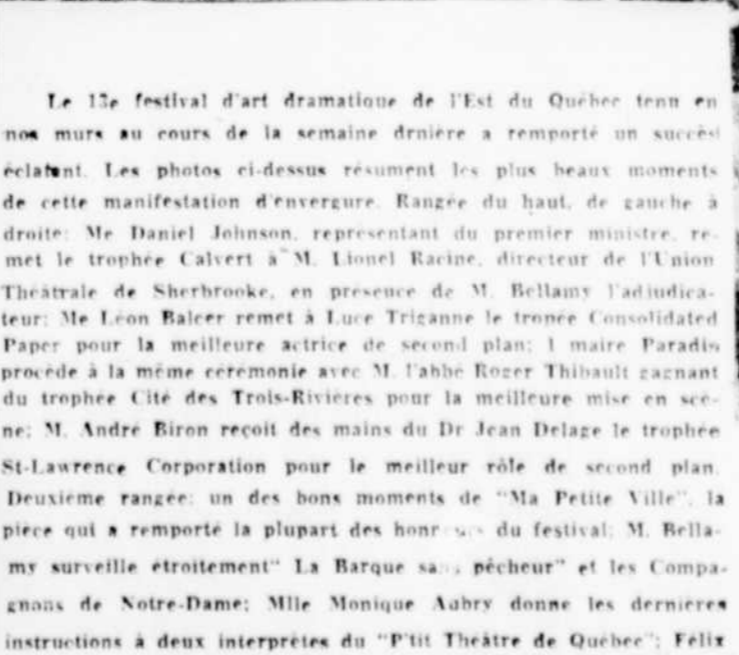 Le 13e festival d'art dramatique de l'Est du Québec tenu en
nos murs au cours de la semaine drnière a remporté un succès
éclatant. Les photos ci-dessus résument les plus beaux moments
de cette manifestation d'envergure. Rangée du haut, de gauche à
droite: Me Daniel Johnson, représentant du premier ministre, re-
met le trophée Calvert à M. Lionel Racine, directeur de l'Union
Théâtrale de Sherbrooke, en présence de M. Bellamy l'adjudica-
teur; Me Léon Balcer remet à Luce Triganne le tropée Consolidated
Paper pour la meilleure actrice de second plan; l maire Paradis
procède à la même cérémonie avec M. l'abbé Roger Thibault gagnant
du trophée Cité des Trois-Rivières pour la meilleure mise en scè-
ne; M. André Biron reçoit des mains du Dr Jean Delage le trophée
St-Lawrence Corporation pour le meilleur rôle de second plan.
Deuxième rangée: un des bons moments de "Ma Petite Ville", la
pièce qui a remporté la plupart des honneurs du festival; M. Bella-
my surveille étroitement" La Barque sans pêcheur" et les Compa-
gnons de Notre-Dame; Mlle Monique Aubry donne les dernières
instructions à deux interprètes du "P'tit Théâtre de Québec"; Félix